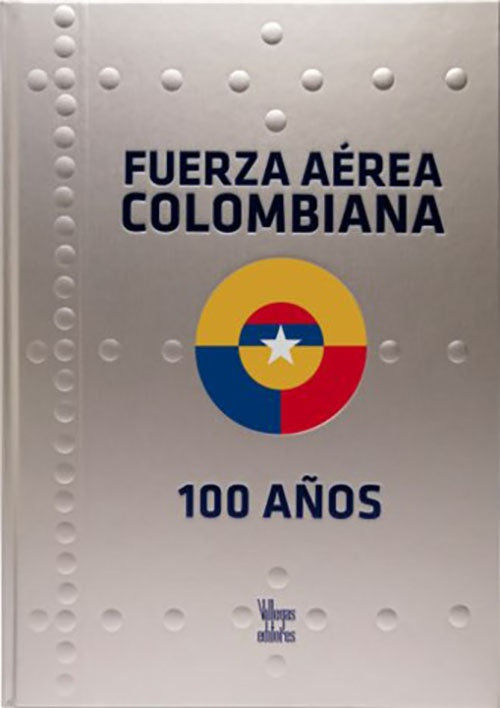 FUERZA AÉREA
COLOMBIANA
100 AÑOS
Villegas
editores